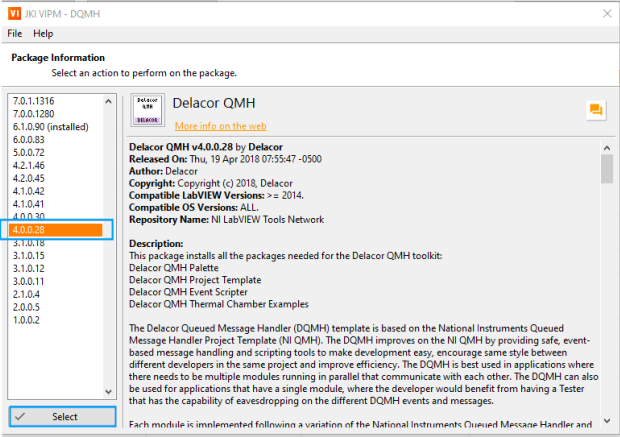 JKI VIPM - DQMH
File Help
Package Information
Select an action to perform on the package.
7.0.1.1316
7.0.0.1280
6.1.0.90 (installed)
6.0.0.83
5.0.0.72
4.2.1.46
4.2.0.45
4.1.0.42
4.1.0.41
4.0.0.30
4.0.0.28
3.1.0.18
3.1.0.15
3.1.0.12
3.0.0.11
2.1.0.4
2.0.0.5
1.0.0.2
Select
Delacor
QMH
DELACOR
Delacor QMH
More info on the web
Delacor QMH v4.0.0.28 by Delacor
Released On: Thu, 19 Apr 2018 07:55:47 -0500
Author: Delacor
Copyright: Copyright (c) 2018, Delacor
Compatible LabVIEW Versions: >= 2014.
Compatible OS Versions: ALL.
Repository Name: NI LabVIEW Tools Network
Description:
This package installs all the packages needed for the Delacor QMH toolkit:
Delacor QMH Palette
Delacor QMH Project Template
Delacor QMH Event Scripter
Delacor QMH Thermal Chamber Examples
The Delacor Queued Message Handler (DQMH) template is based on the National Instruments Queued
Message Handler Project Template (NI QMH). The DQMH improves on the NI QMH by providing safe, event-
based message handling and scripting tools to make development easy, encourage same style between
different developers in the same project and improve efficiency. The DQMH is best used in applications where
there needs to be multiple modules running in parallel that communicate with each other. The DQMH can also
be used for applications that have a single module, where the developer would benefit from having a Tester
that has the capability of eavesdropping on the different DQMH events and messages.
Each module is implemented following a variation of the National Instruments Queued Message Handler and